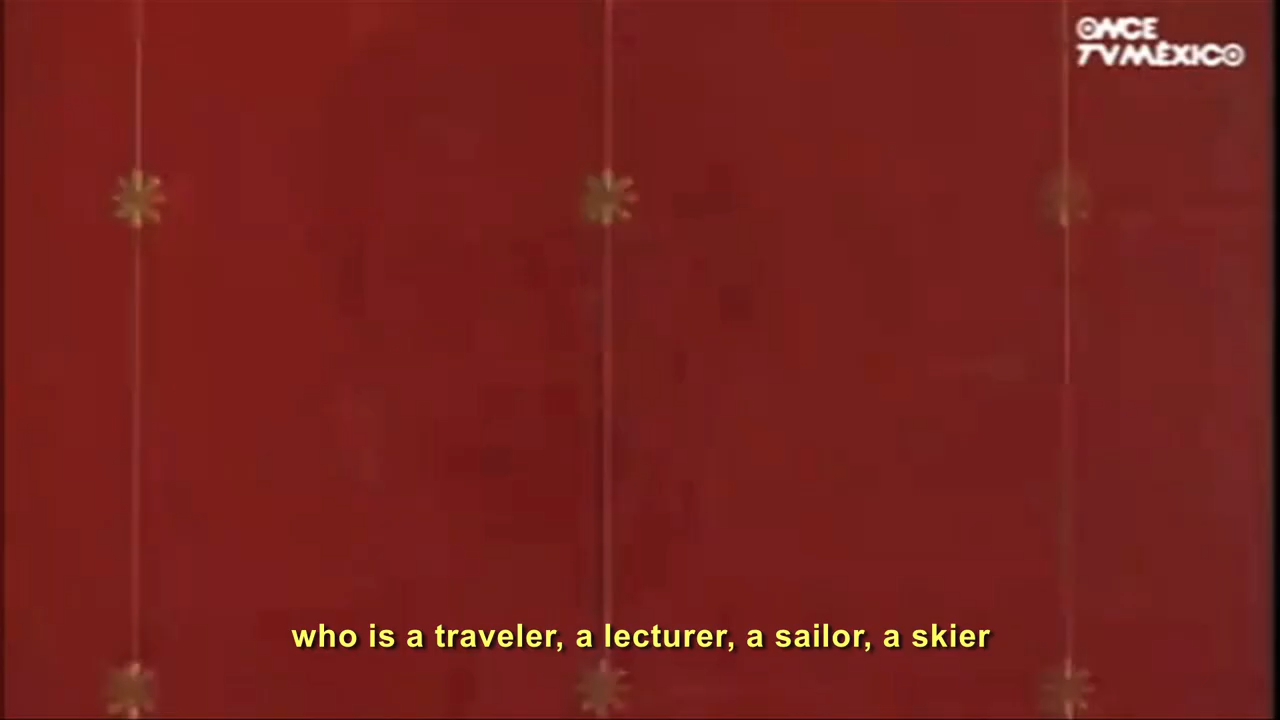 ONCE
TV MÉXICO
who is a traveler, a lecturer, a sailor, a skier